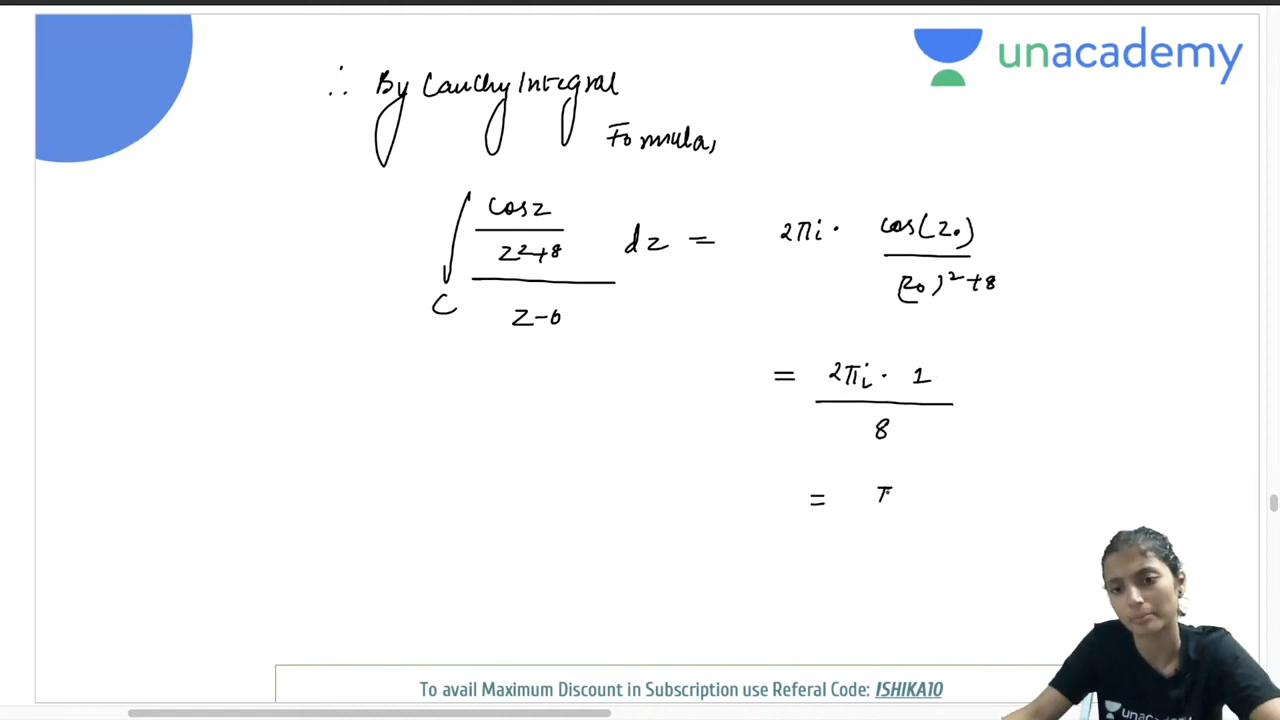 unacademy
∴ By Cauchy Integral
Formula,
∫_C (cosz / (z²+8)) / (z-0) dz = 2πi · cos(z₀) / ((z₀)²+8)
= (2πi · 1) / 8
= π
To avail Maximum Discount in Subscription use Referal Code: ISHIKA10